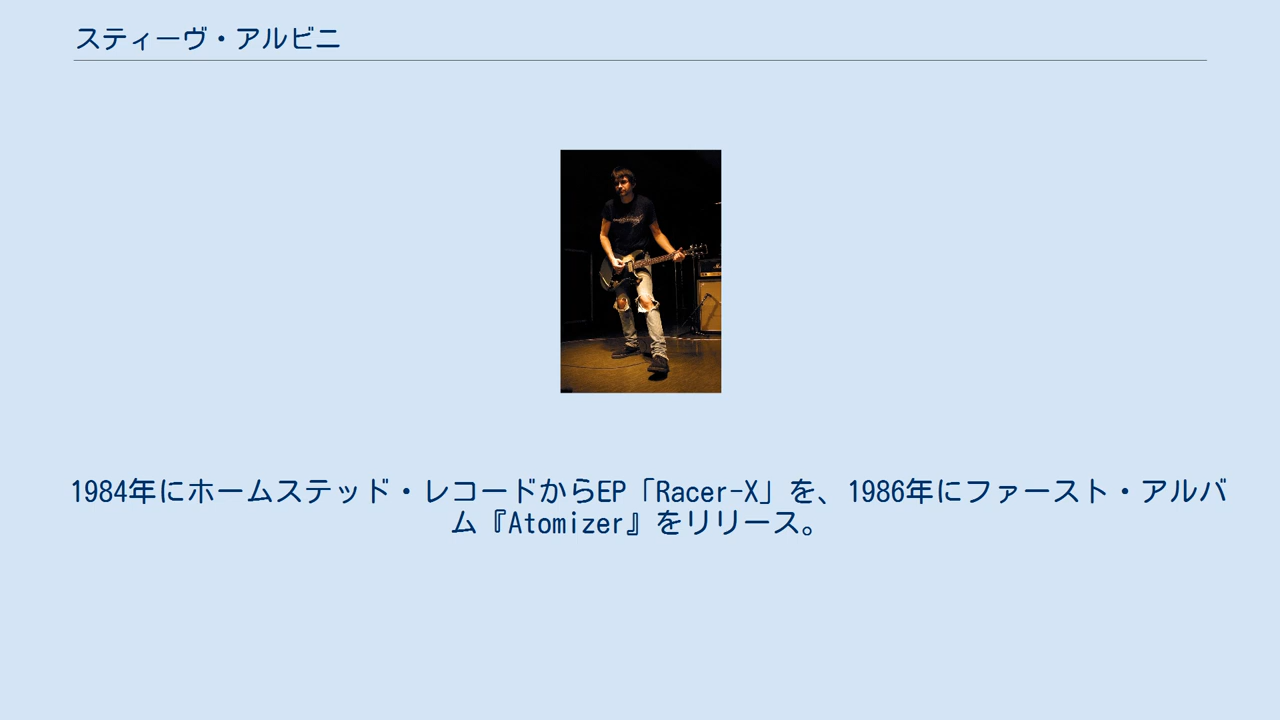 スティーヴ・アルビニ
1984年にホームステッド・レコードからEP「Racer-X」を、1986年にファースト・アルバ
ム『Atomizer』をリリース。